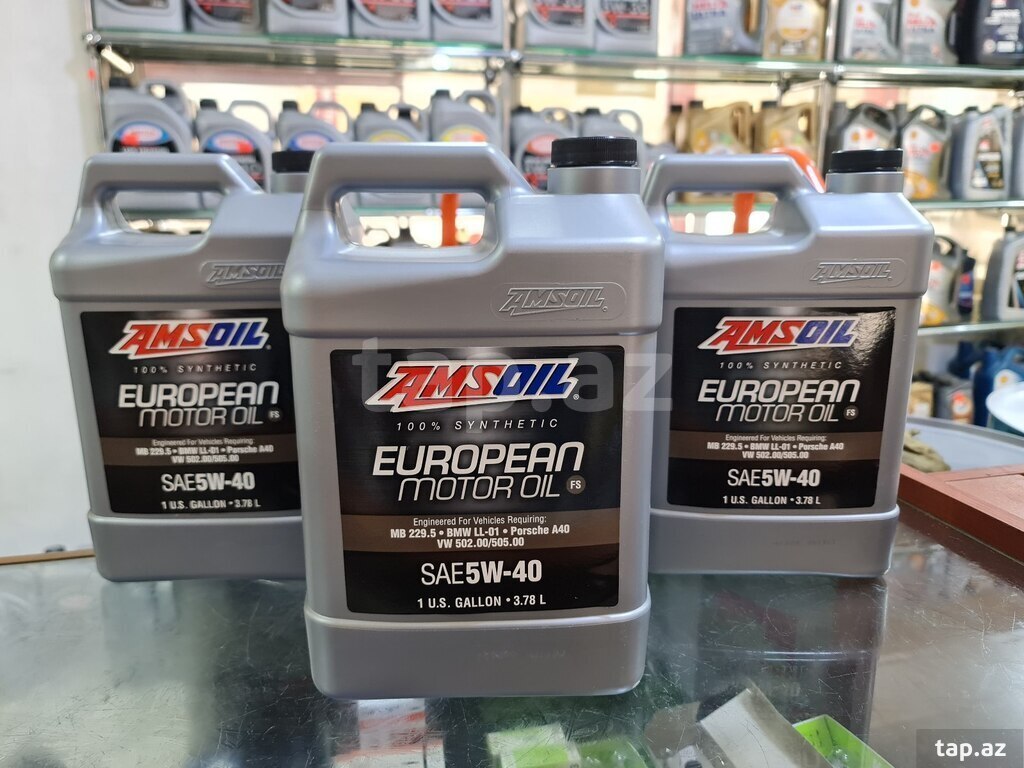 AMSOIL
AMSOIL
100% SYNTHETIC
EUROPEAN
MOTOR OIL FS
Engineered For Vehicles Requiring:
MB 229.5 • BMW LL-01 • Porsche A40
VW 502.00/505.00
SAE 5W-40
1 U.S. GALLON • 3.78 L
AMSOIL
AMSOIL®
100% SYNTHETIC
EUROPEAN
MOTOR OIL FS
Engineered For Vehicles Requiring:
MB 229.5 • BMW LL-01 • Porsche A40
VW 502.00/505.00
SAE 5W-40
1 U.S. GALLON • 3.78 L
AMSOIL
AMSOIL
100% SYNTHETIC
EUROPEAN
MOTOR OIL FS
Engineered For Vehicles Requiring:
MB 229.5 • BMW LL-01 • Porsche A40
VW 502.00/505.00
SAE 5W-40
1 U.S. GALLON • 3.78 L
tap.az
tap.az